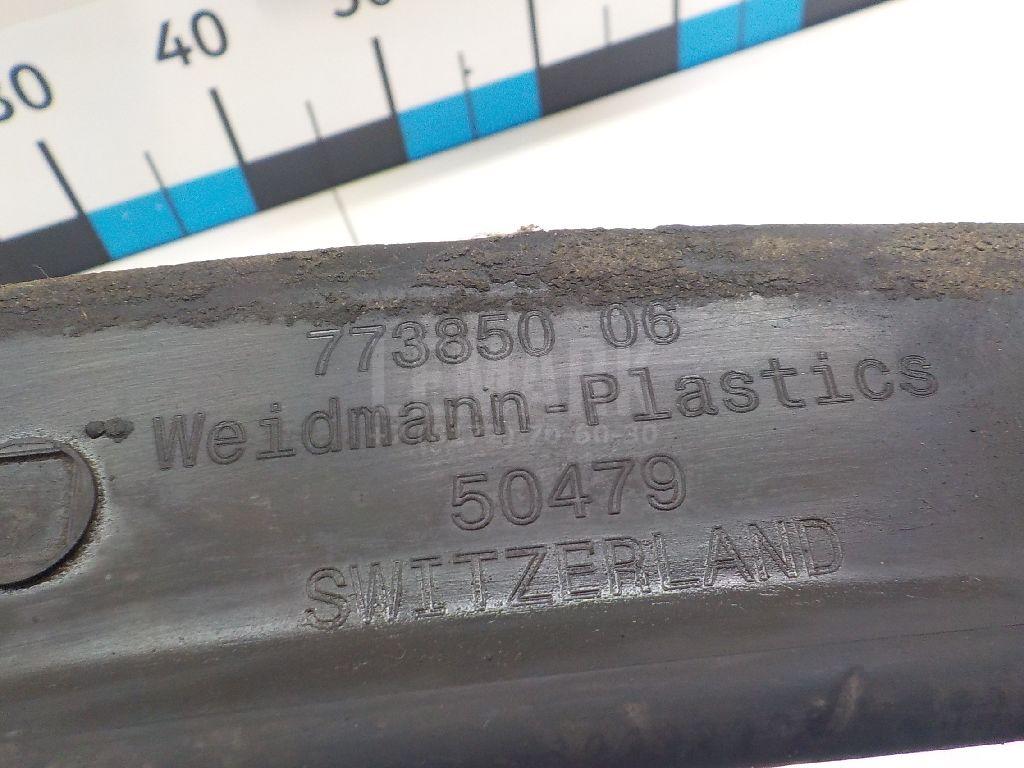 40
773850 06
Weidmann-Plastics
50479
SWITZERLAND